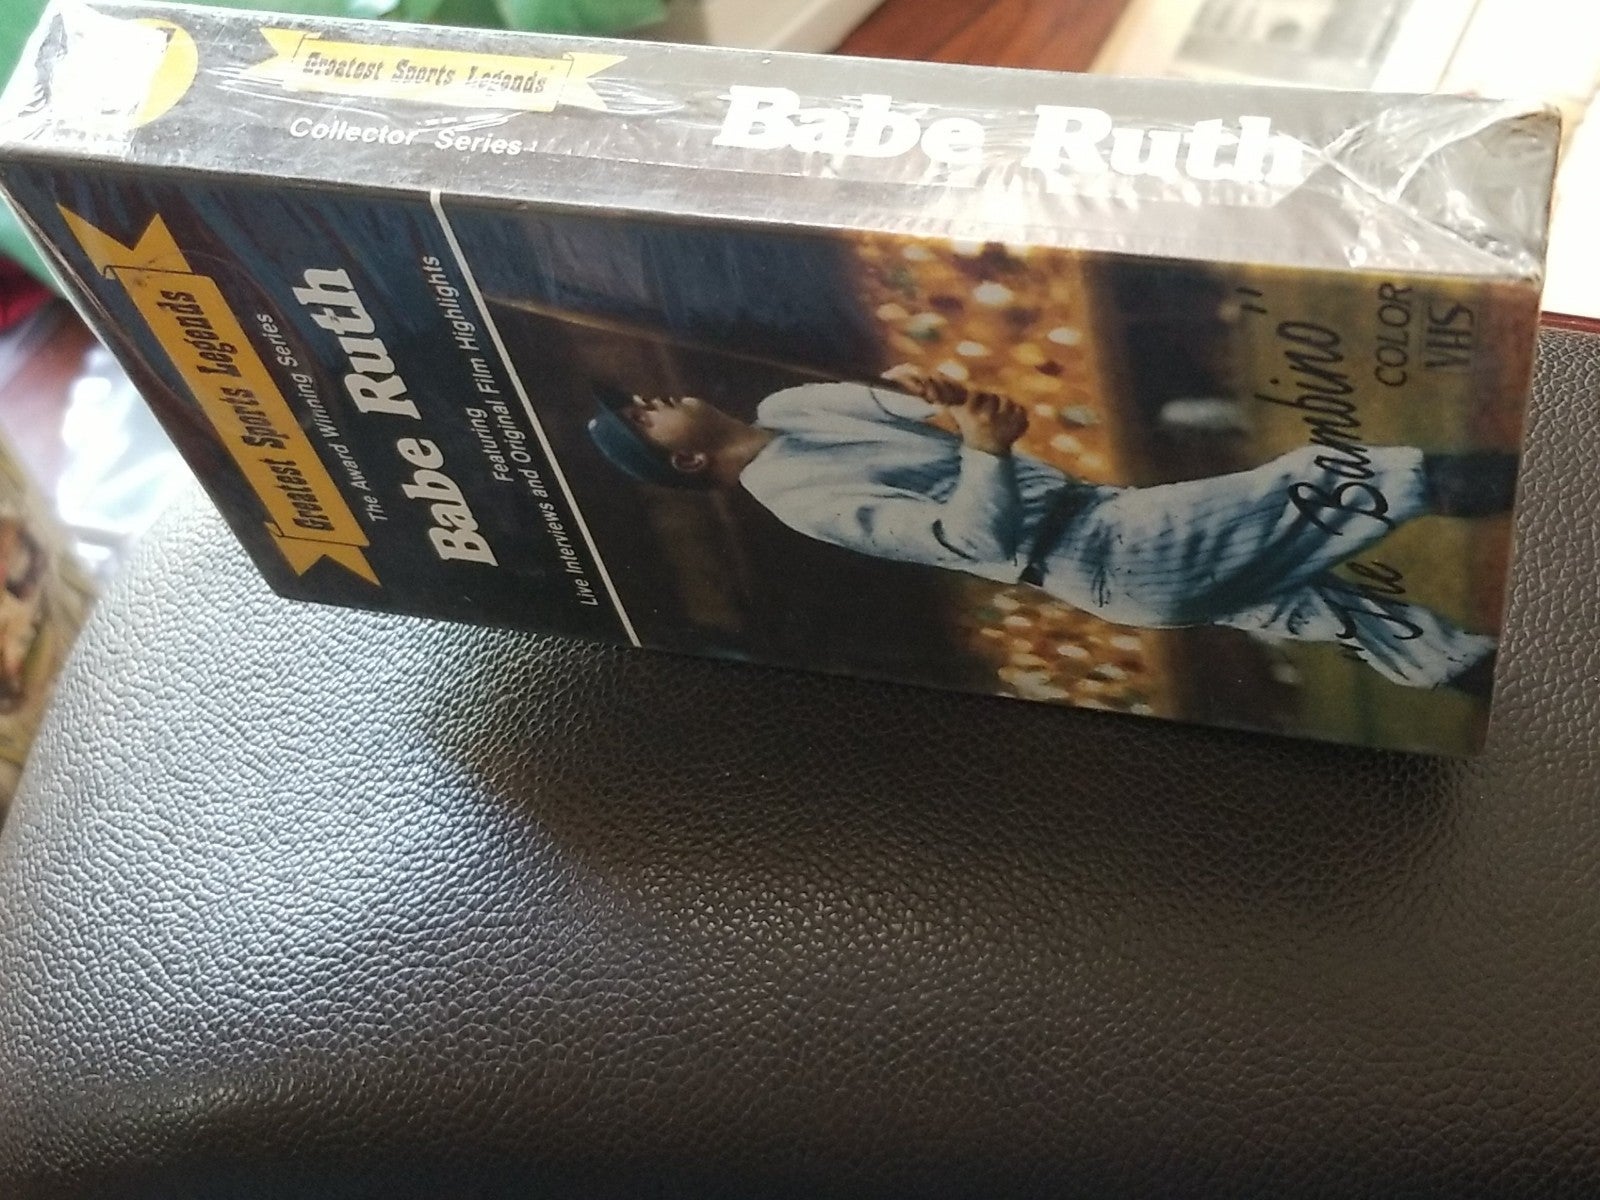 Greatest Sports Legends
Collector Series
Babe Ruth
Greatest Sports Legends
The Award Winning Series
Babe Ruth
Featuring
Live Interviews and Original Film Highlights
"The Bambino"
COLOR
VHS